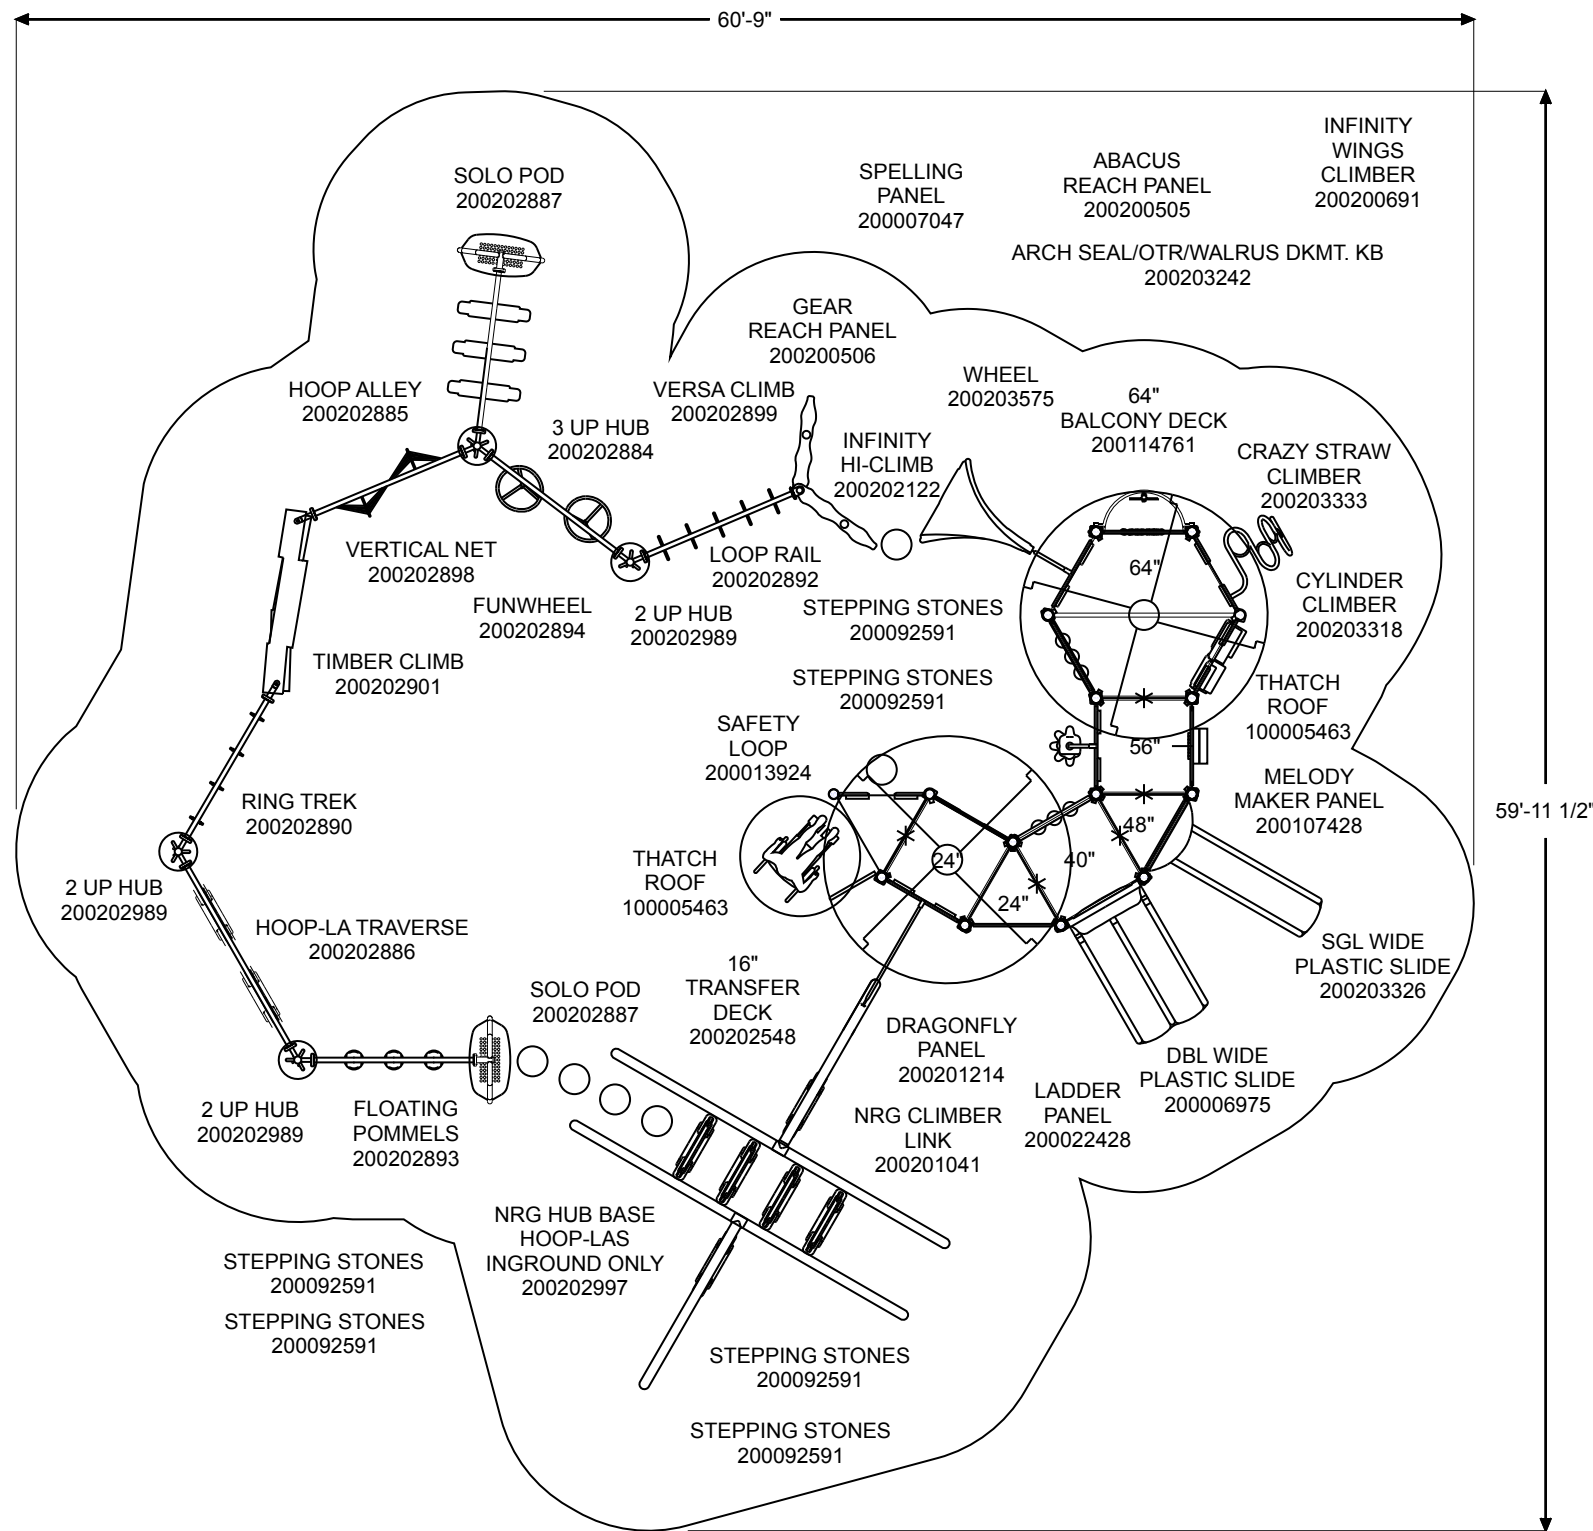 60'-9"
INFINITY
WINGS
CLIMBER
200200691
ABACUS
REACH PANEL
200200505
SPELLING
PANEL
200007047
SOLO POD
200202887
ARCH SEAL/OTR/WALRUS DKMT. KB
200203242
GEAR
REACH PANEL
200200506
HOOP ALLEY
200202885
VERSA CLIMB
200202899
WHEEL
200203575
64"
BALCONY DECK
200114761
3 UP HUB
200202884
INFINITY
HI-CLIMB
200202122
CRAZY STRAW
CLIMBER
200203333
VERTICAL NET
200202898
LOOP RAIL
200202892
64"
CYLINDER
CLIMBER
200203318
FUNWHEEL
200202894
2 UP HUB
200202989
STEPPING STONES
200092591
TIMBER CLIMB
200202901
STEPPING STONES
200092591
THATCH
ROOF
100005463
SAFETY
LOOP
200013924
56"
MELODY
MAKER PANEL
200107428
59'-11 1/2"
RING TREK
200202890
48"
40"
24"
24"
THATCH
ROOF
100005463
2 UP HUB
200202989
HOOP-LA TRAVERSE
200202886
SGL WIDE
PLASTIC SLIDE
200203326
16"
TRANSFER
DECK
200202548
SOLO POD
200202887
DRAGONFLY
PANEL
200201214
DBL WIDE
PLASTIC SLIDE
200006975
LADDER
PANEL
200022428
2 UP HUB
200202989
FLOATING
POMMELS
200202893
NRG CLIMBER
LINK
200201041
NRG HUB BASE
HOOP-LAS
INGROUND ONLY
200202997
STEPPING STONES
200092591
STEPPING STONES
200092591
STEPPING STONES
200092591
STEPPING STONES
200092591